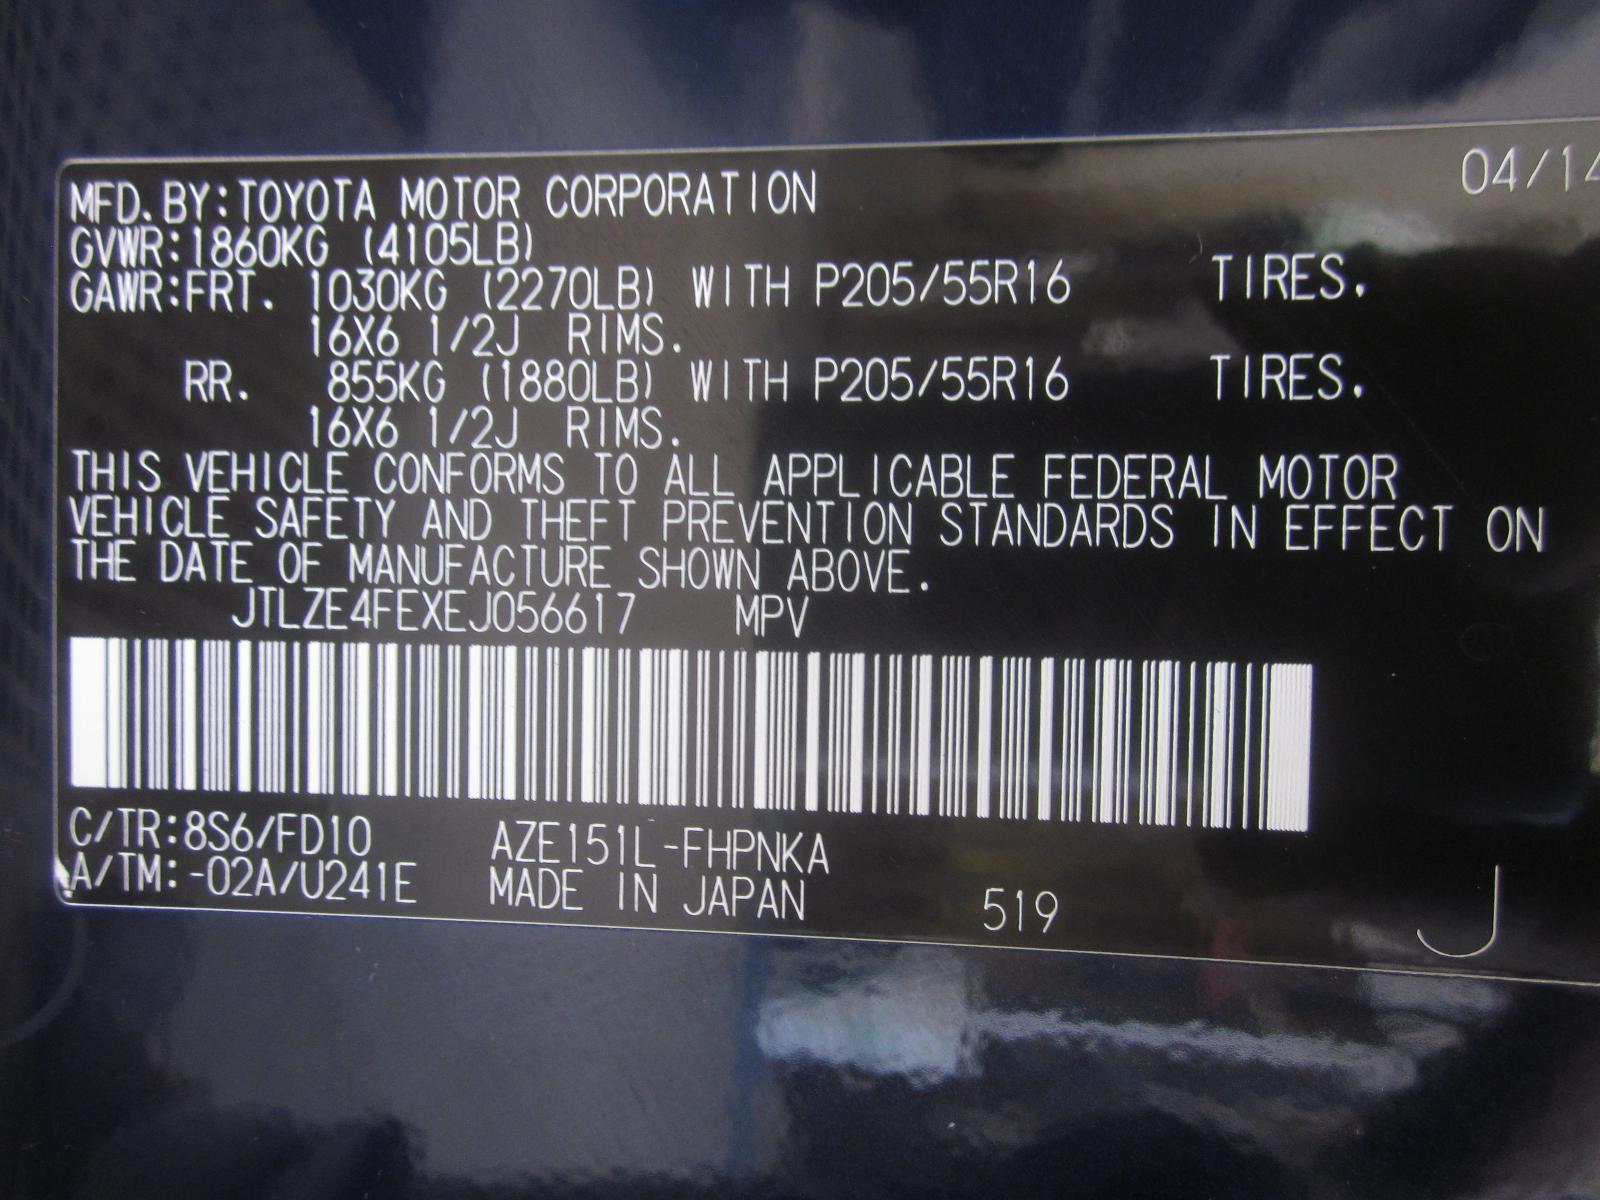 04/14
MFD.BY:TOYOTA MOTOR CORPORATION
GVWR:1860KG (4105LB)
GAWR:FRT. 1030KG (2270LB) WITH P205/55R16 TIRES.
16X6 1/2J RIMS.
RR. 855KG (1880LB) WITH P205/55R16 TIRES.
16X6 1/2J RIMS.
THIS VEHICLE CONFORMS TO ALL APPLICABLE FEDERAL MOTOR
VEHICLE SAFETY AND THEFT PREVENTION STANDARDS IN EFFECT ON
THE DATE OF MANUFACTURE SHOWN ABOVE.
JTLZE4FEXEJ056617 MPV
C/TR:8S6/FD10 AZE151L-FHPNKA
A/TM:-02A/U241E MADE IN JAPAN 519 J